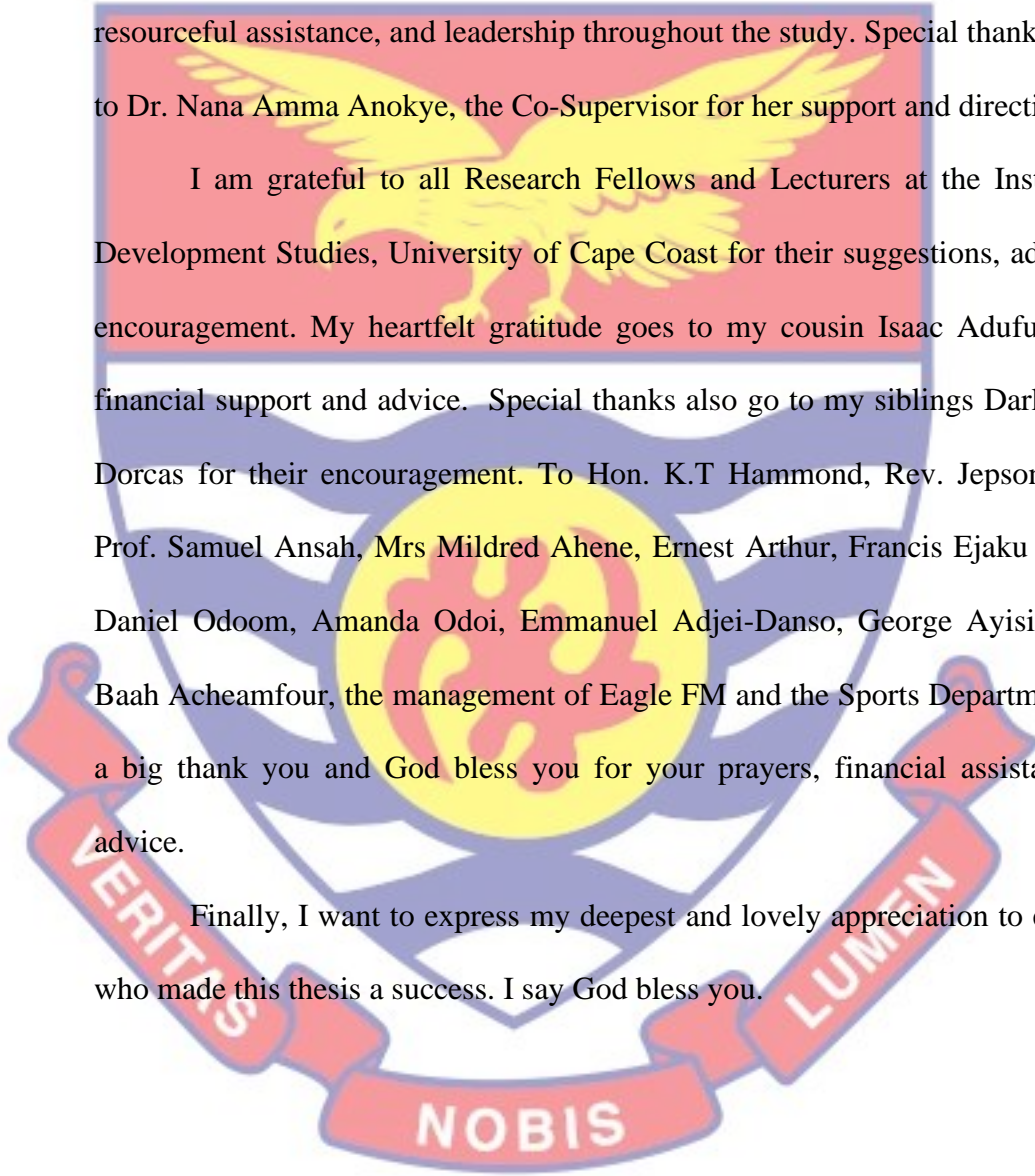 resourceful assistance, and leadership throughout the study. Special thank
to Dr. Nana Amma Anokye, the Co-Supervisor for her support and directi
I am grateful to all Research Fellows and Lecturers at the Ins
Development Studies, University of Cape Coast for their suggestions, ad
encouragement. My heartfelt gratitude goes to my cousin Isaac Adufu
financial support and advice. Special thanks also go to my siblings Darl
Dorcas for their encouragement. To Hon. K.T Hammond, Rev. Jepson
Prof. Samuel Ansah, Mrs Mildred Ahene, Ernest Arthur, Francis Ejaku
Daniel Odoom, Amanda Odoi, Emmanuel Adjei-Danso, George Ayisi
Baah Acheamfour, the management of Eagle FM and the Sports Departm
a big thank you and God bless you for your prayers, financial assista
advice.
Finally, I want to express my deepest and lovely appreciation to
who made this thesis a success. I say God bless you.
VERITAS
NOBIS
LUMEN